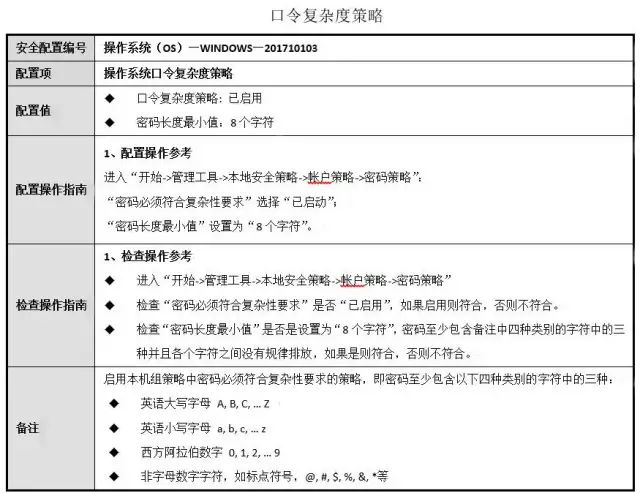 口令复杂度策略
安全配置编号 操作系统（OS）—WINDOWS—201710103
配置项 操作系统口令复杂度策略
配置值
◆ 口令复杂度策略：已启用
◆ 密码长度最小值：8个字符
配置操作指南
1、配置操作参考
进入“开始->管理工具->本地安全策略->帐户策略->密码策略”；
“密码必须符合复杂性要求”选择“已启动”；
“密码长度最小值”设置为“8个字符”。
检查操作指南
1、检查操作参考
◆ 进入“开始->管理工具->本地安全策略->帐户策略->密码策略”
◆ 检查“密码必须符合复杂性要求”是否“已启用”，如果启用则符合，否则不符合。
◆ 检查“密码长度最小值”是否是设置为“8个字符”，密码至少包含备注中四种类别的字符中的三
种并且各个字符之间没有规律排放，如果是则符合，否则不符合。
备注
启用本机组策略中密码必须符合复杂性要求的策略，即密码至少包含以下四种类别的字符中的三种：
◆ 英语大写字母 A, B, C, … Z
◆ 英语小写字母 a, b, c, … z
◆ 西方阿拉伯数字 0, 1, 2, … 9
◆ 非字母数字字符，如标点符号，@, #, $, %, &, *等